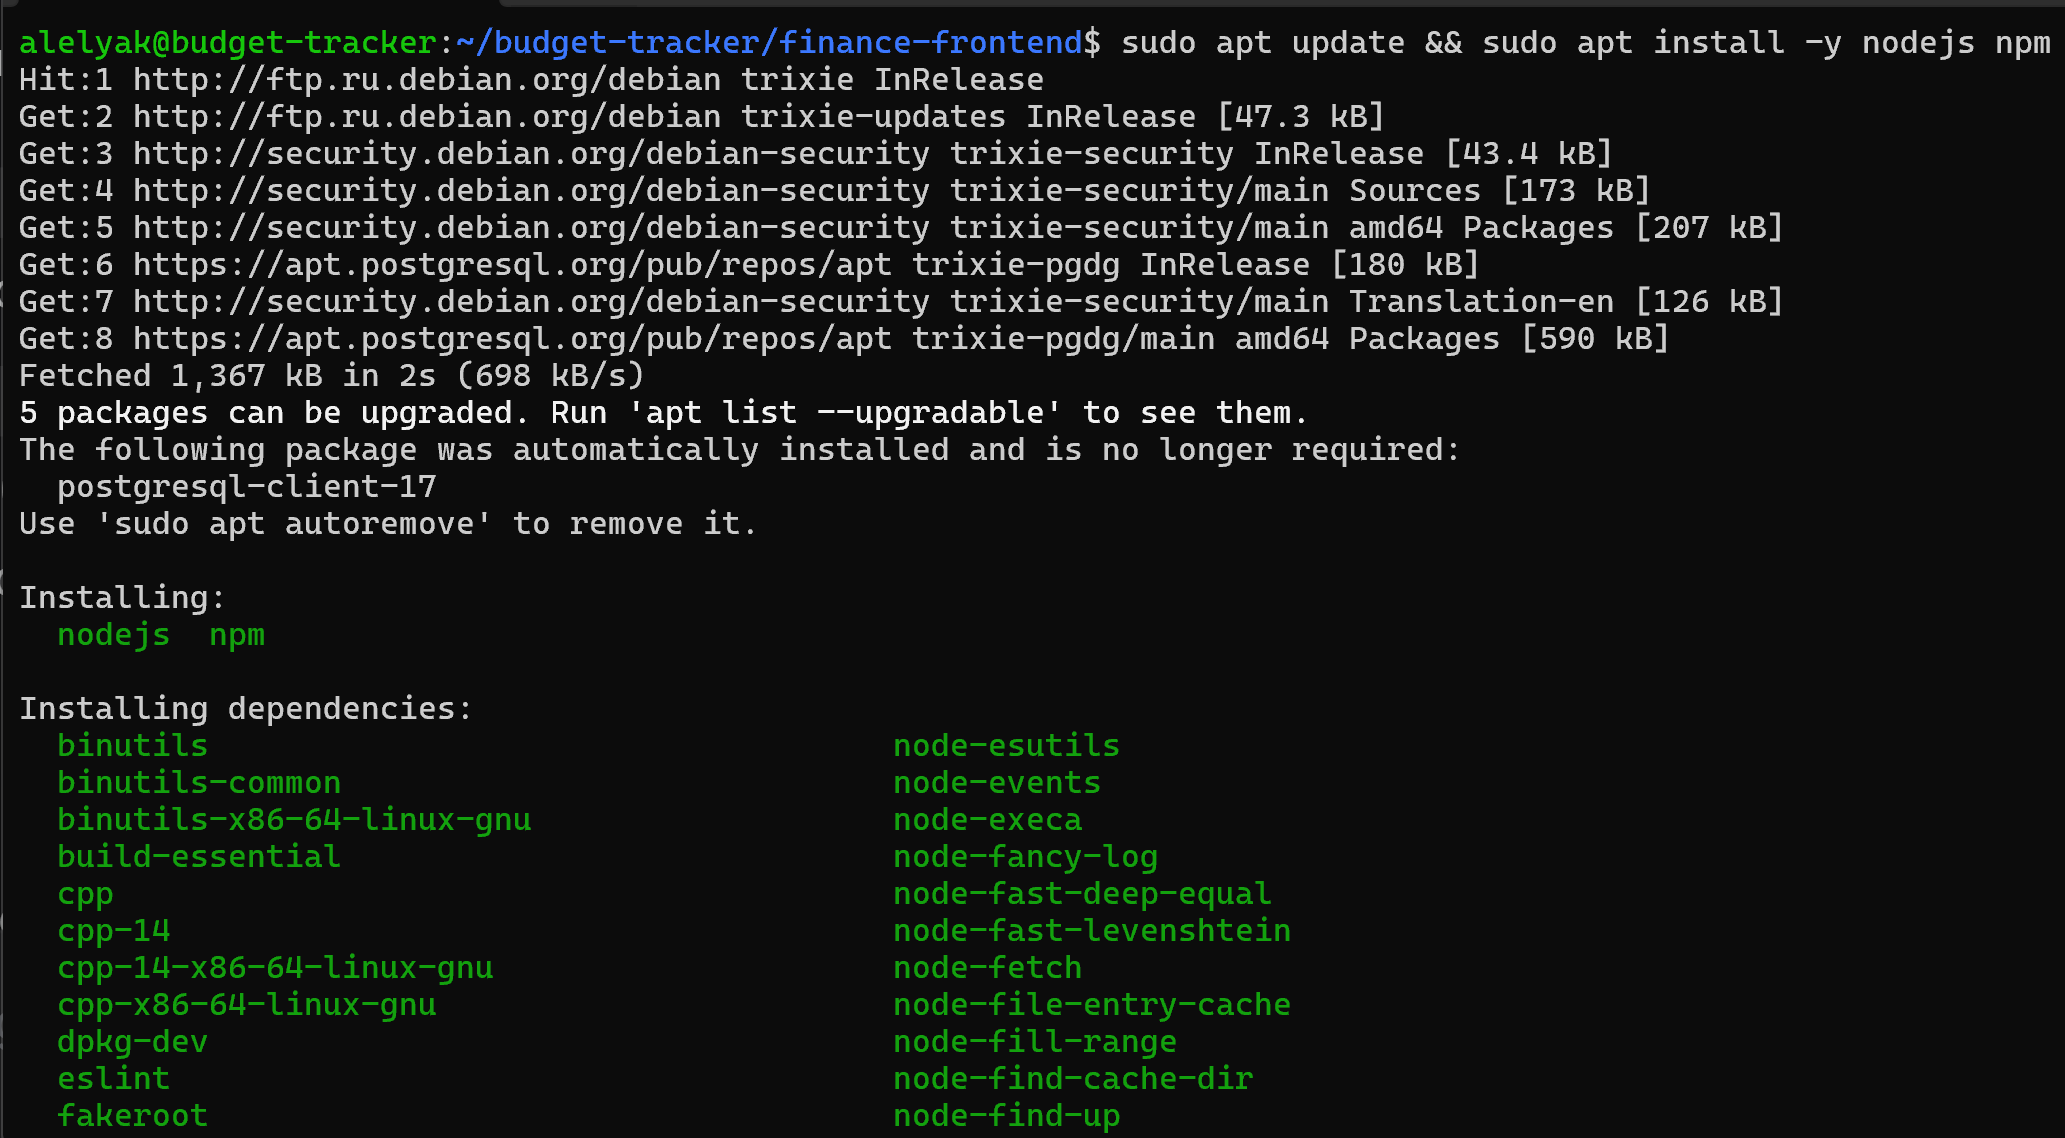 alelyak@budget-tracker:~/budget-tracker/finance-frontend$ sudo apt update && sudo apt install -y nodejs npm
Hit:1 http://ftp.ru.debian.org/debian trixie InRelease
Get:2 http://ftp.ru.debian.org/debian trixie-updates InRelease [47.3 kB]
Get:3 http://security.debian.org/debian-security trixie-security InRelease [43.4 kB]
Get:4 http://security.debian.org/debian-security trixie-security/main Sources [173 kB]
Get:5 http://security.debian.org/debian-security trixie-security/main amd64 Packages [207 kB]
Get:6 https://apt.postgresql.org/pub/repos/apt trixie-pgdg InRelease [180 kB]
Get:7 http://security.debian.org/debian-security trixie-security/main Translation-en [126 kB]
Get:8 https://apt.postgresql.org/pub/repos/apt trixie-pgdg/main amd64 Packages [590 kB]
Fetched 1,367 kB in 2s (698 kB/s)
5 packages can be upgraded. Run 'apt list --upgradable' to see them.
The following package was automatically installed and is no longer required:
  postgresql-client-17
Use 'sudo apt autoremove' to remove it.

Installing:
  nodejs  npm

Installing dependencies:
  binutils                                    node-esutils
  binutils-common                             node-events
  binutils-x86-64-linux-gnu                   node-execa
  build-essential                             node-fancy-log
  cpp                                         node-fast-deep-equal
  cpp-14                                      node-fast-levenshtein
  cpp-14-x86-64-linux-gnu                     node-fetch
  cpp-x86-64-linux-gnu                        node-file-entry-cache
  dpkg-dev                                    node-fill-range
  eslint                                      node-find-cache-dir
  fakeroot                                    node-find-up